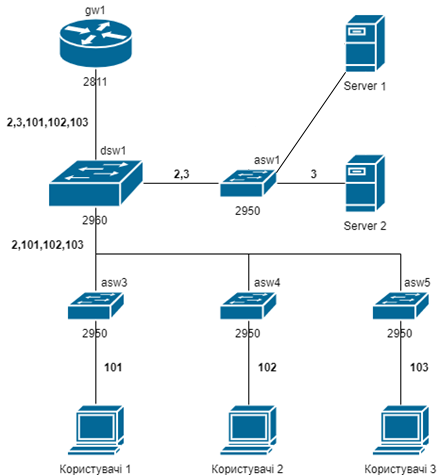 gw1
2811
Server 1
2,3,101,102,103
dsw1
2,3
asw1
3
2960
2950
Server 2
2,101,102,103
asw3
asw4
asw5
2950
2950
2950
101
102
103
Користувачі 1
Користувачі 2
Користувачі 3